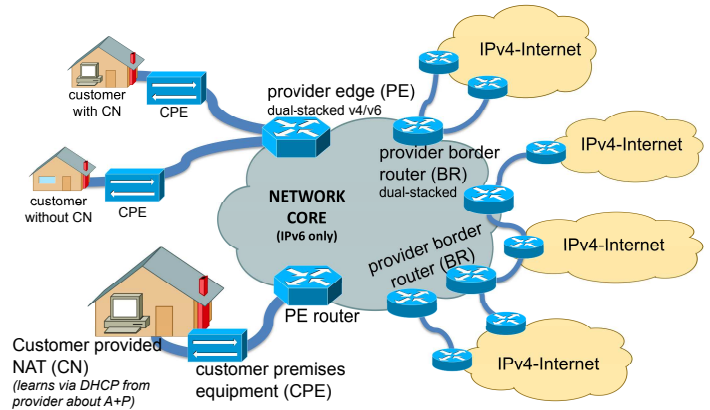 IPv4-Internet
provider edge (PE)
dual-stacked v4/v6
customer
with CN
CPE
IPv4-Internet
provider border
router (BR)
dual-stacked
customer
without CN
CPE
NETWORK
CORE
(IPv6 only)
IPv4-Internet
provider border
router (BR)
PE router
Customer provided
NAT (CN)
(learns via DHCP from
provider about A+P)
customer premises
equipment (CPE)
IPv4-Internet